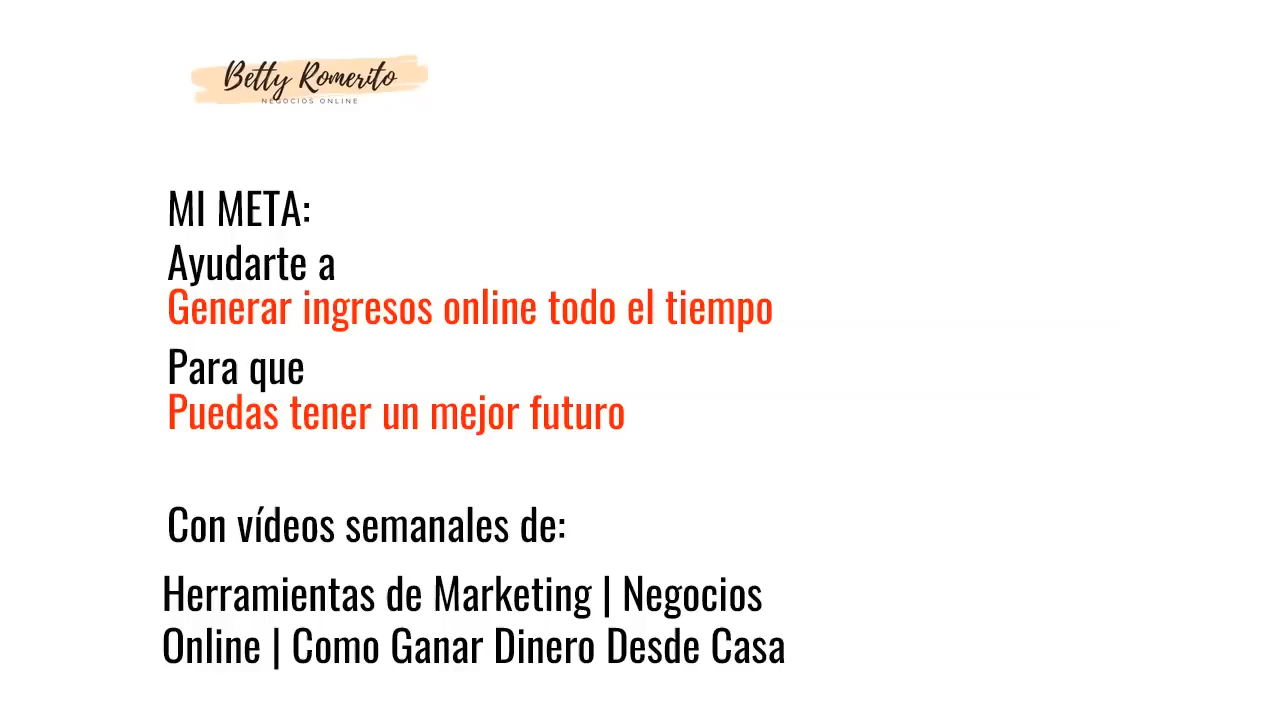 Betty Romerito
NEGOCIOS ONLINE
MI META:
Ayudarte a
Generar ingresos online todo el tiempo
Para que
Puedas tener un mejor futuro
Con vídeos semanales de:
Herramientas de Marketing | Negocios
Online | Como Ganar Dinero Desde Casa